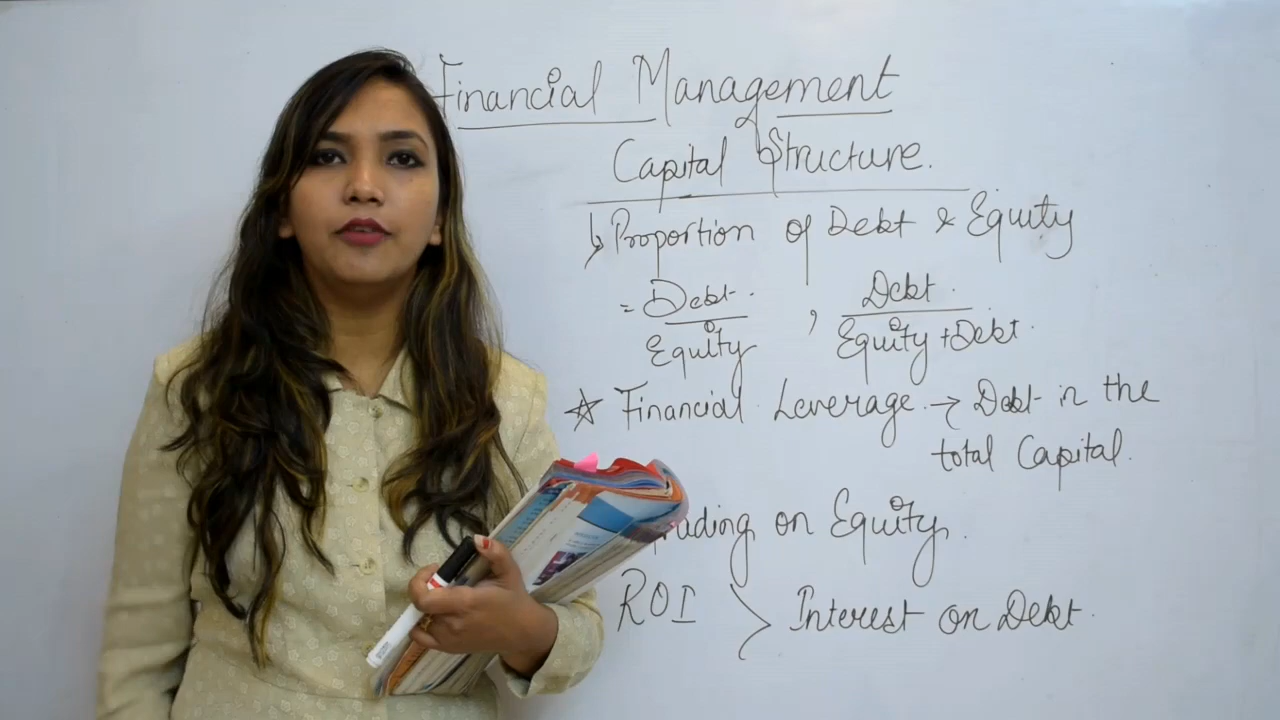 Financial Management
Capital Structure.
↳ Proportion of Debt & Equity
= Debt / Equity , Debt / Equity + Debt.
☆ Financial Leverage. → Debt in the
total Capital.
on Equity.
ROI > Interest on Debt.